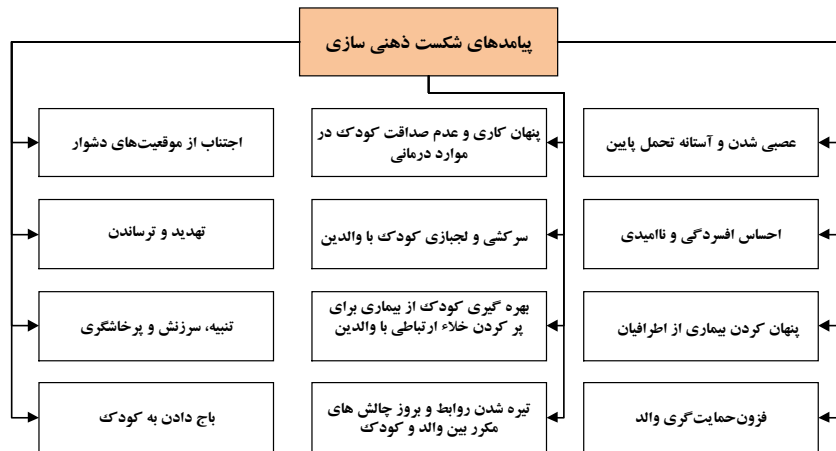 پیامدهای شکست ذهنی سازی
عصبی شدن و آستانه تحمل پایین
احساس افسردگی و ناامیدی
پنهان کردن بیماری از اطرافیان
فزون‌حمایت‌گری والد
پنهان کاری و عدم صداقت کودک در
موارد درمانی
سرکشی و لجبازی کودک با والدین
بهره گیری کودک از بیماری برای
پر کردن خلاء ارتباطی با والدین
تیره شدن روابط و بروز چالش های
مکرر بین والد و کودک
اجتناب از موقعیت‌های دشوار
تهدید و ترساندن
تنبیه، سرزنش و پرخاشگری
باج دادن به کودک